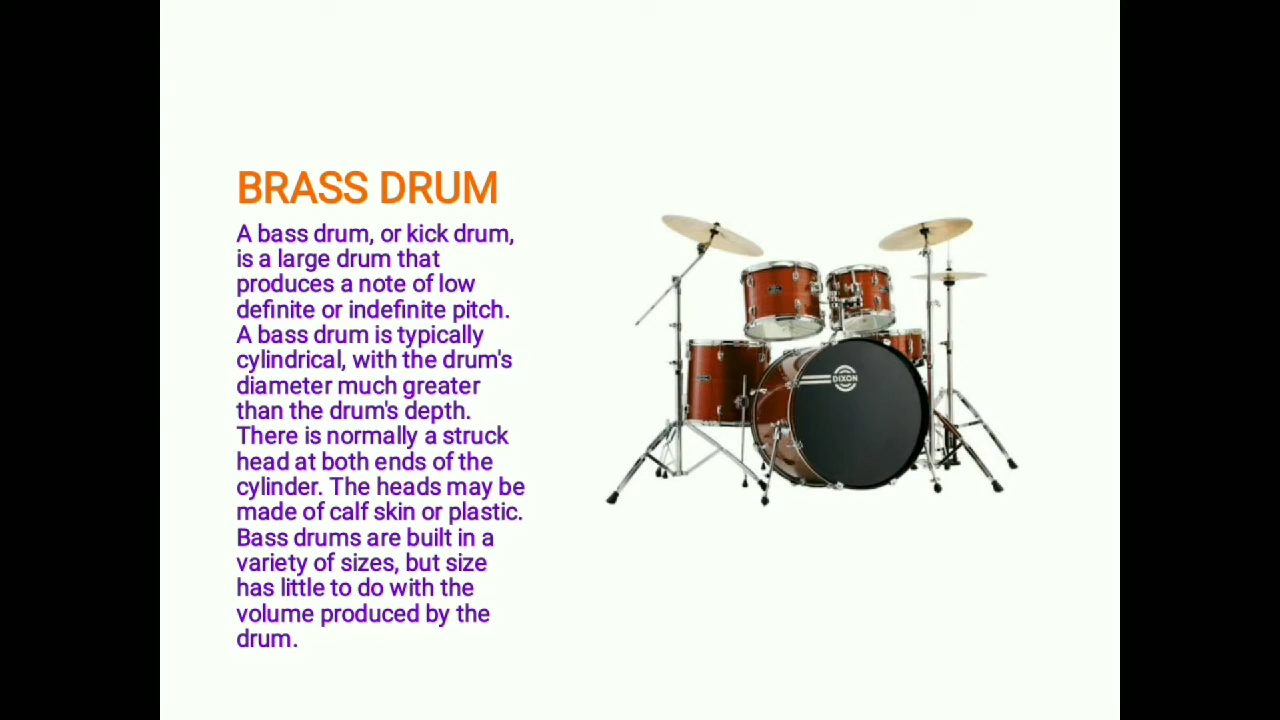 BRASS DRUM
A bass drum, or kick drum,
is a large drum that
produces a note of low
definite or indefinite pitch.
A bass drum is typically
cylindrical, with the drum's
diameter much greater
than the drum's depth.
There is normally a struck
head at both ends of the
cylinder. The heads may be
made of calf skin or plastic.
Bass drums are built in a
variety of sizes, but size
has little to do with the
volume produced by the
drum.
DIXON